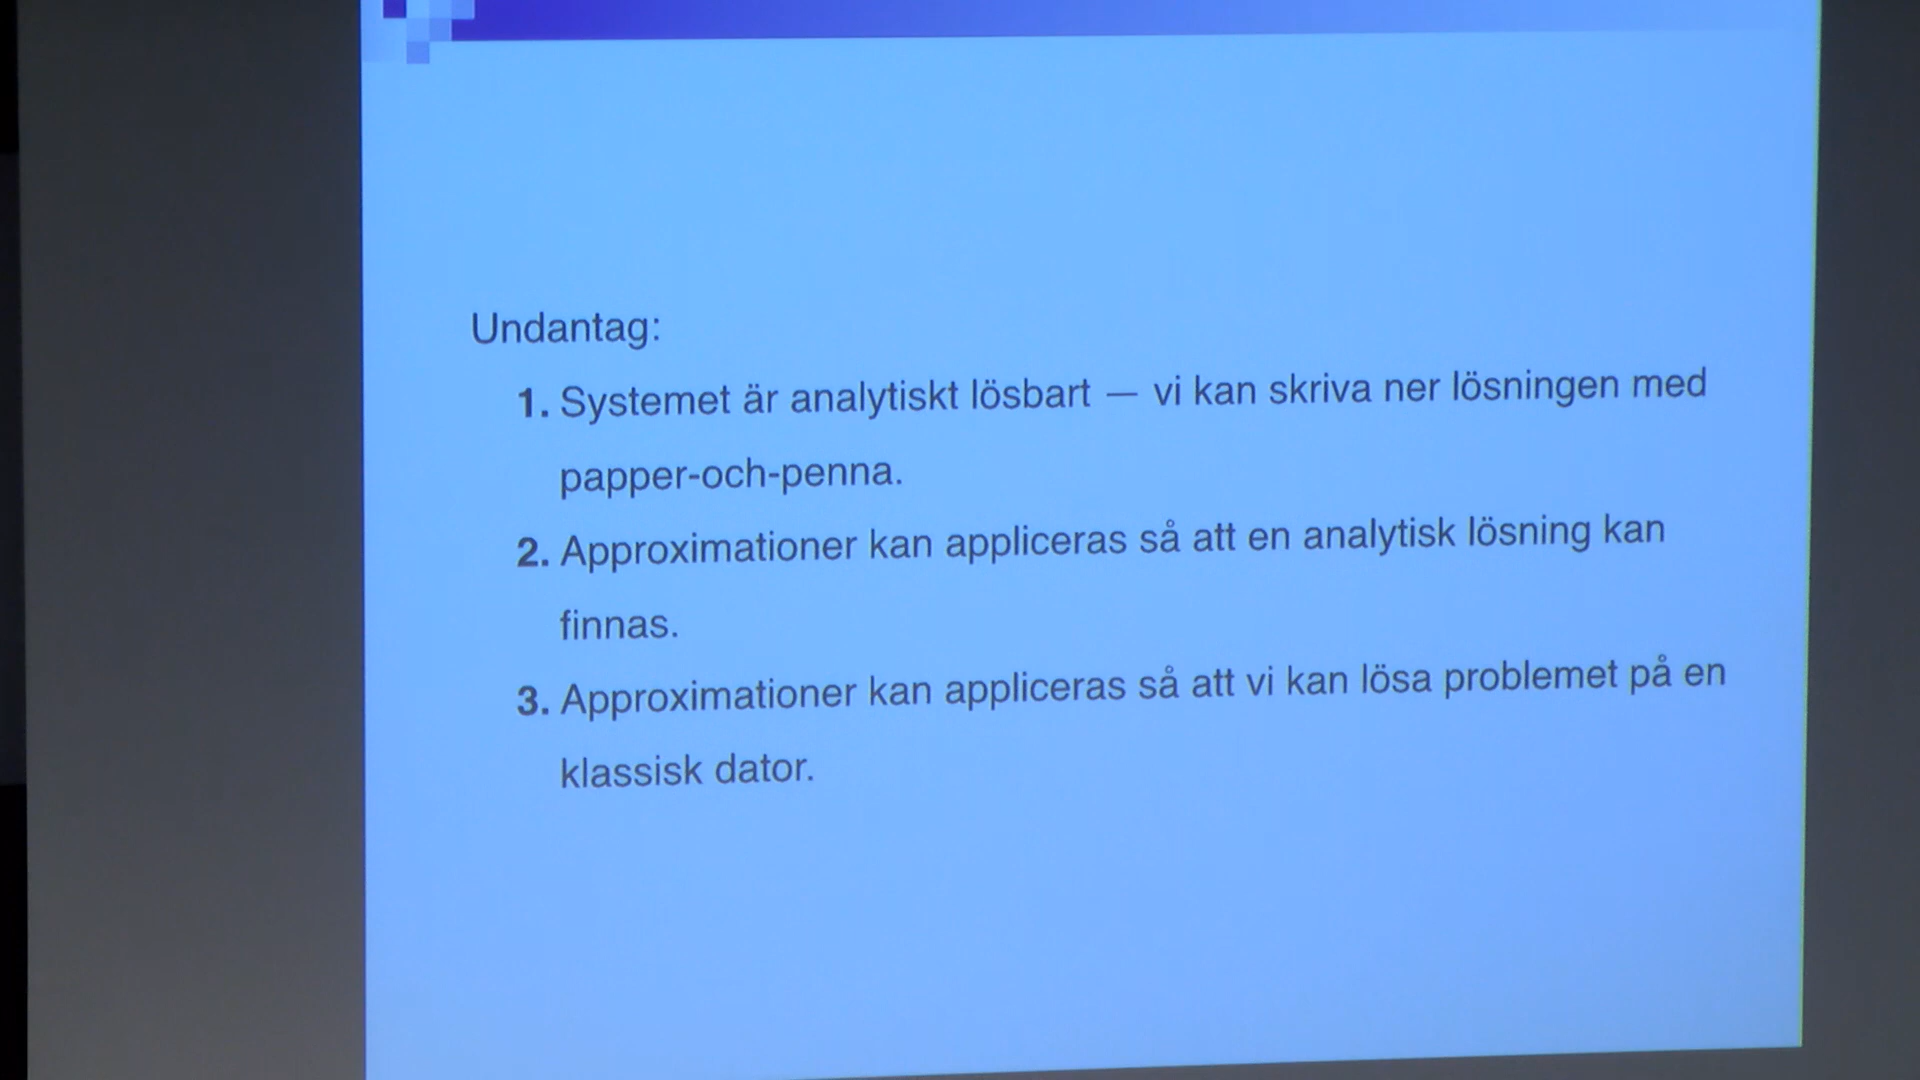 Undantag:
1. Systemet är analytiskt lösbart — vi kan skriva ner lösningen med
papper-och-penna.
2. Approximationer kan appliceras så att en analytisk lösning kan
finnas.
3. Approximationer kan appliceras så att vi kan lösa problemet på en
klassisk dator.